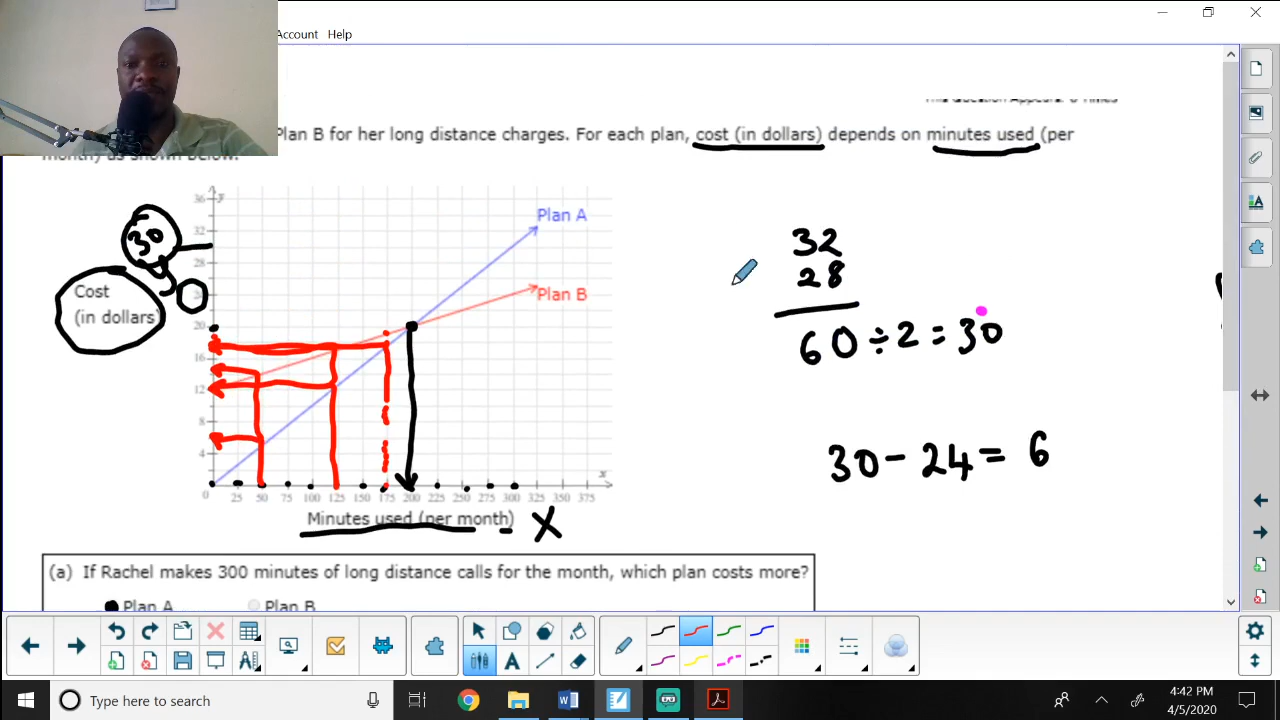 Account Help
Plan B for her long distance charges. For each plan, cost (in dollars) depends on minutes used (per
month) as shown below.
y
36
32
28
20
16
12
8
4
0
Plan A
Plan B
30
Cost
(in dollars)
x
25 50 75 100 125 150 175 200 225 250 275 300 325 350 375
Minutes used (per month)
X
32
28
60 ÷ 2 = 30
30 - 24 = 6
(a) If Rachel makes 300 minutes of long distance calls for the month, which plan costs more?
Plan A Plan B
A
Type here to search
4:42 PM
4/5/2020